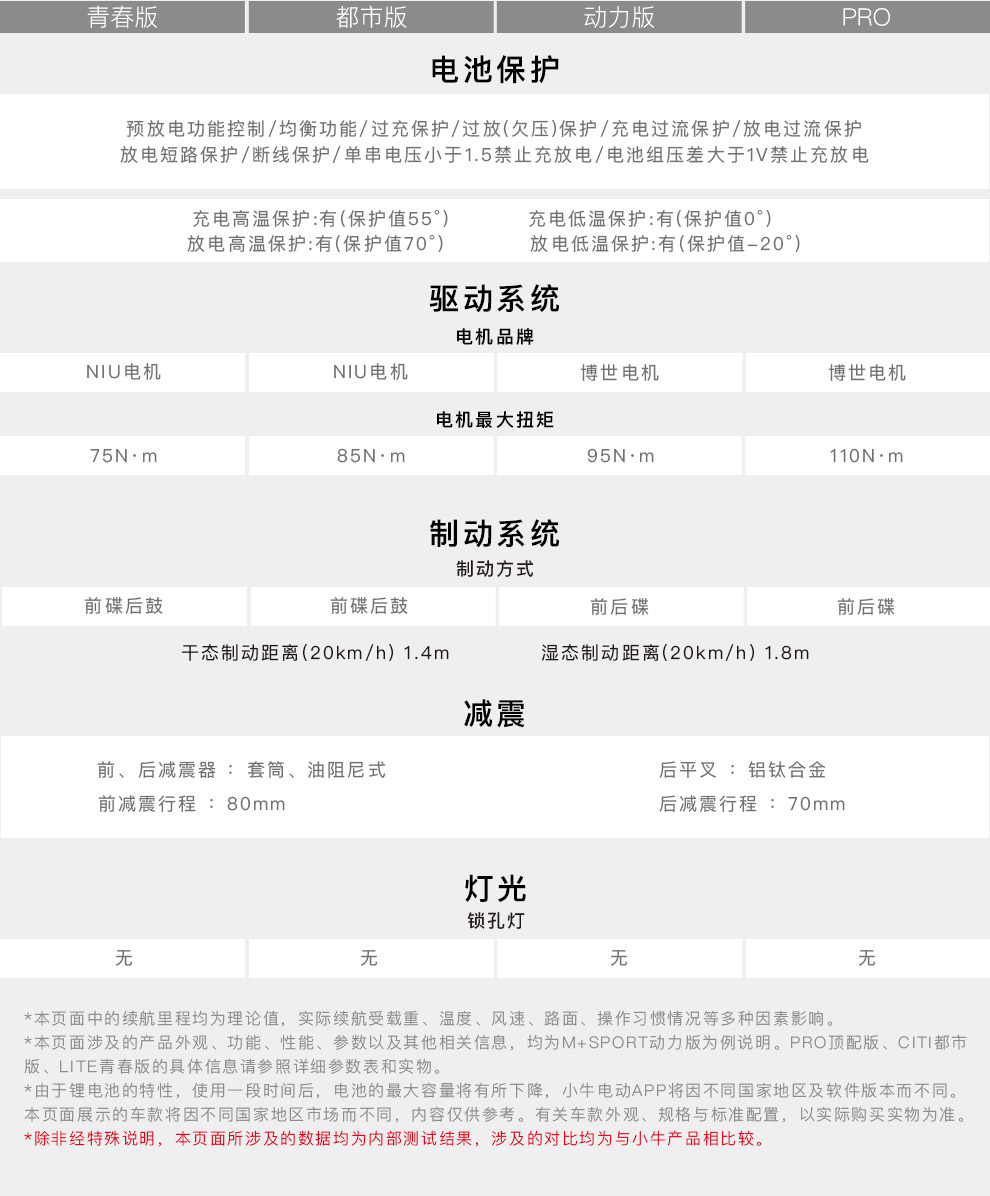 青春版 都市版 动力版 PRO
电池保护
预放电功能控制/均衡功能/过充保护/过放(欠压)保护/充电过流保护/放电过流保护
放电短路保护/断线保护/单串电压小于1.5禁止充放电/电池组压差大于1V禁止充放电
充电高温保护:有(保护值55°) 充电低温保护:有(保护值0°)
放电高温保护:有(保护值70°) 放电低温保护:有(保护值-20°)
驱动系统
电机品牌
NIU电机 NIU电机 博世电机 博世电机
电机最大扭矩
75N·m 85N·m 95N·m 110N·m
制动系统
制动方式
前碟后鼓 前碟后鼓 前后碟 前后碟
干态制动距离(20km/h) 1.4m 湿态制动距离(20km/h) 1.8m
减震
前、后减震器 : 套筒、油阻尼式 后平叉 : 铝钛合金
前减震行程 : 80mm 后减震行程 : 70mm
灯光
锁孔灯
无 无 无 无
*本页面中的续航里程均为理论值，实际续航受载重、温度、风速、路面、操作习惯情况等多种因素影响。
*本页面涉及的产品外观、功能、性能、参数以及其他相关信息，均为M+SPORT动力版为例说明。PRO顶配版、CITI都市
版、LITE青春版的具体信息请参照详细参数表和实物。
*由于锂电池的特性，使用一段时间后，电池的最大容量将有所下降，小牛电动APP将因不同国家地区及软件版本而不同。
本页面展示的车款将因不同国家地区市场而不同，内容仅供参考。有关车款外观、规格与标准配置，以实际购买实物为准。
*除非经特殊说明，本页面所涉及的数据均为内部测试结果，涉及的对比均为与小牛产品相比较。